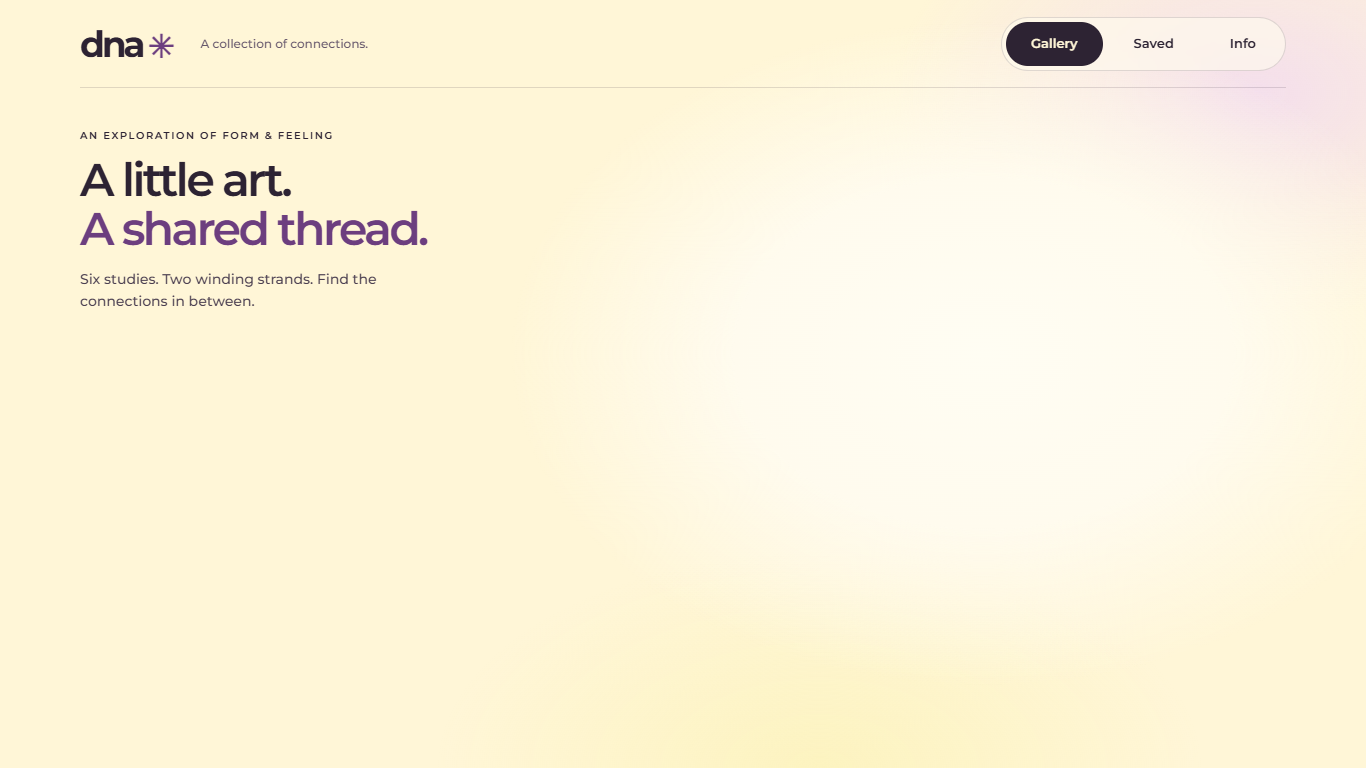 dna
A collection of connections.
Gallery
Saved
Info
AN EXPLORATION OF FORM & FEELING
A little art.
A shared thread.
Six studies. Two winding strands. Find the
connections in between.